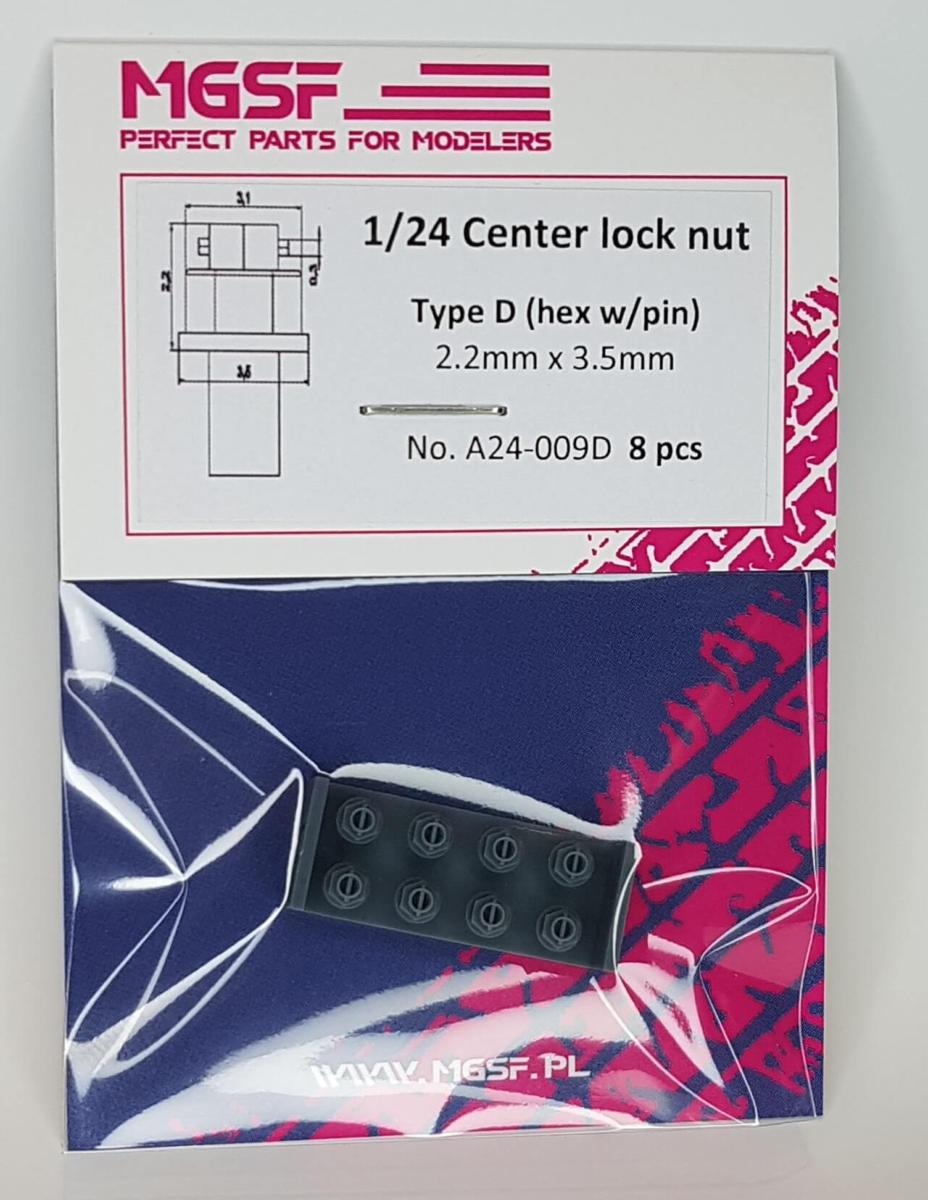 MGSF
PERFECT PARTS FOR MODELERS
3,1
2,2
0,3
3,5
1/24 Center lock nut
Type D (hex w/pin)
2.2mm x 3.5mm
No. A24-009D 8 pcs
WWW.MGSF.PL